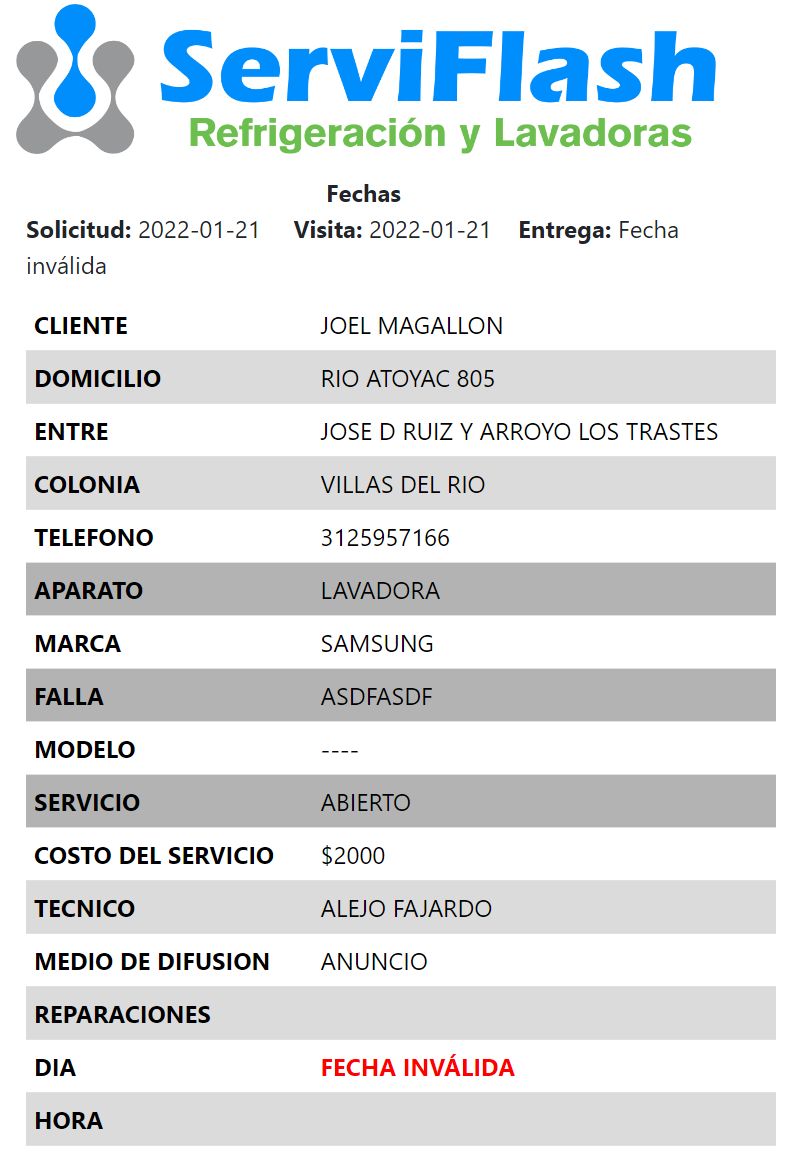 ServiFlash
Refrigeración y Lavadoras
Fechas
Solicitud: 2022-01-21 Visita: 2022-01-21 Entrega: Fecha
inválida
CLIENTE JOEL MAGALLON
DOMICILIO RIO ATOYAC 805
ENTRE JOSE D RUIZ Y ARROYO LOS TRASTES
COLONIA VILLAS DEL RIO
TELEFONO 3125957166
APARATO LAVADORA
MARCA SAMSUNG
FALLA ASDFASDF
MODELO ----
SERVICIO ABIERTO
COSTO DEL SERVICIO $2000
TECNICO ALEJO FAJARDO
MEDIO DE DIFUSION ANUNCIO
REPARACIONES
DIA FECHA INVÁLIDA
HORA